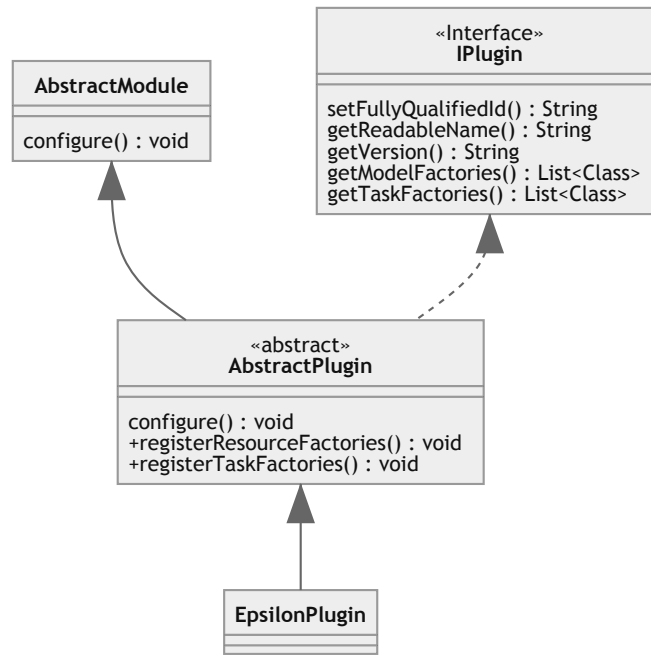 AbstractModule
configure() : void
«Interface»
IPlugin
setFullyQualifiedId() : String
getReadableName() : String
getVersion() : String
getModelFactories() : List<Class>
getTaskFactories() : List<Class>
«abstract»
AbstractPlugin
configure() : void
+registerResourceFactories() : void
+registerTaskFactories() : void
EpsilonPlugin